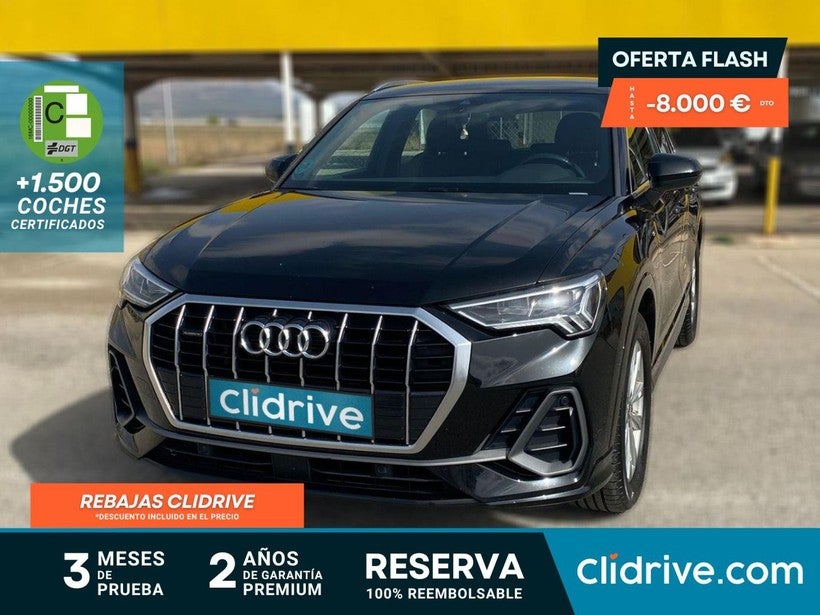 OFERTA FLASH
HASTA
-8.000 € DTO
C
DGT
+1.500
COCHES
CERTIFICADOS
Clidrive
REBAJAS CLIDRIVE
*DESCUENTO INCLUIDO EN EL PRECIO
3 MESES DE PRUEBA
2 AÑOS DE GARANTÍA PREMIUM
RESERVA
100% REEMBOLSABLE
Clidrive.com